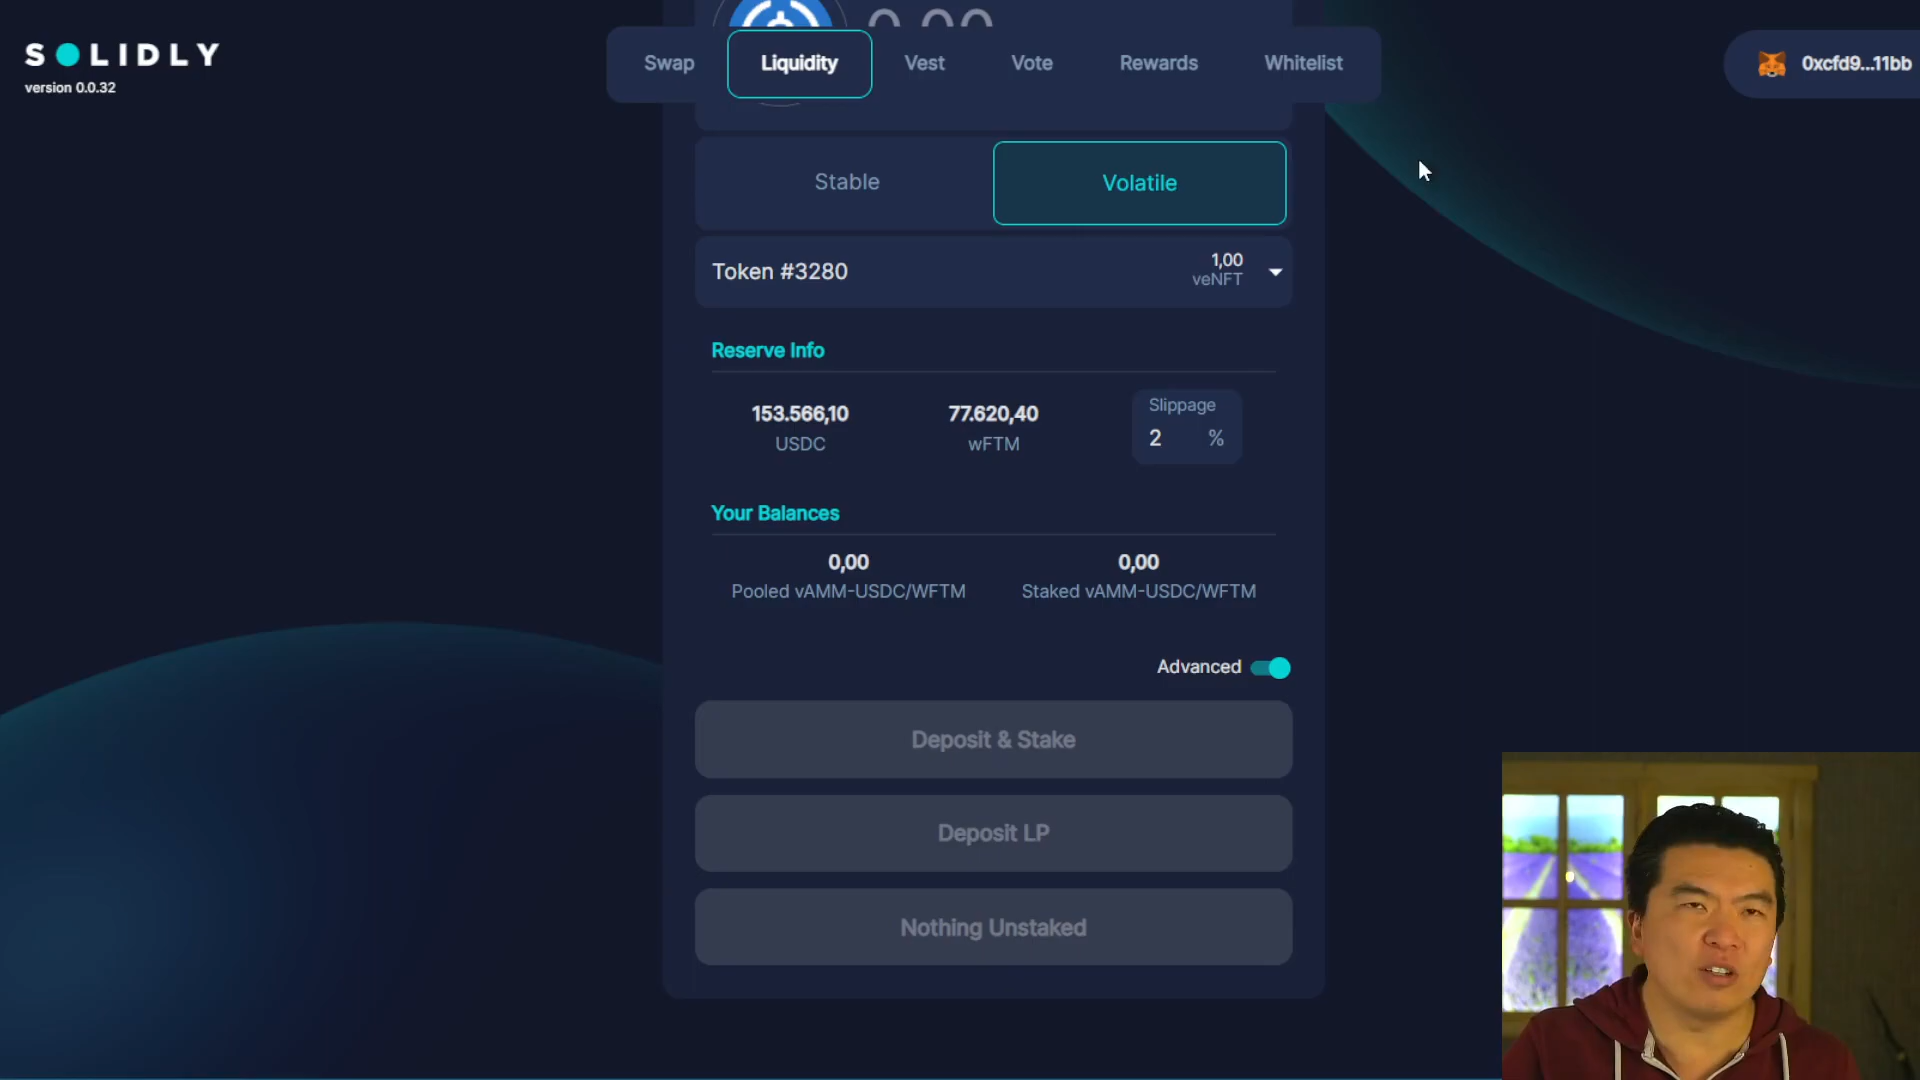 SOLIDLY
version 0.0.32
Swap
Liquidity
Vest
Vote
Rewards
Whitelist
0xcfd9...11bb
Stable
Volatile
Token #3280
1,00
veNFT
Reserve Info
153.566,10
USDC
77.620,40
wFTM
Slippage
2 %
Your Balances
0,00
Pooled vAMM-USDC/WFTM
0,00
Staked vAMM-USDC/WFTM
Advanced
Deposit & Stake
Deposit LP
Nothing Unstaked